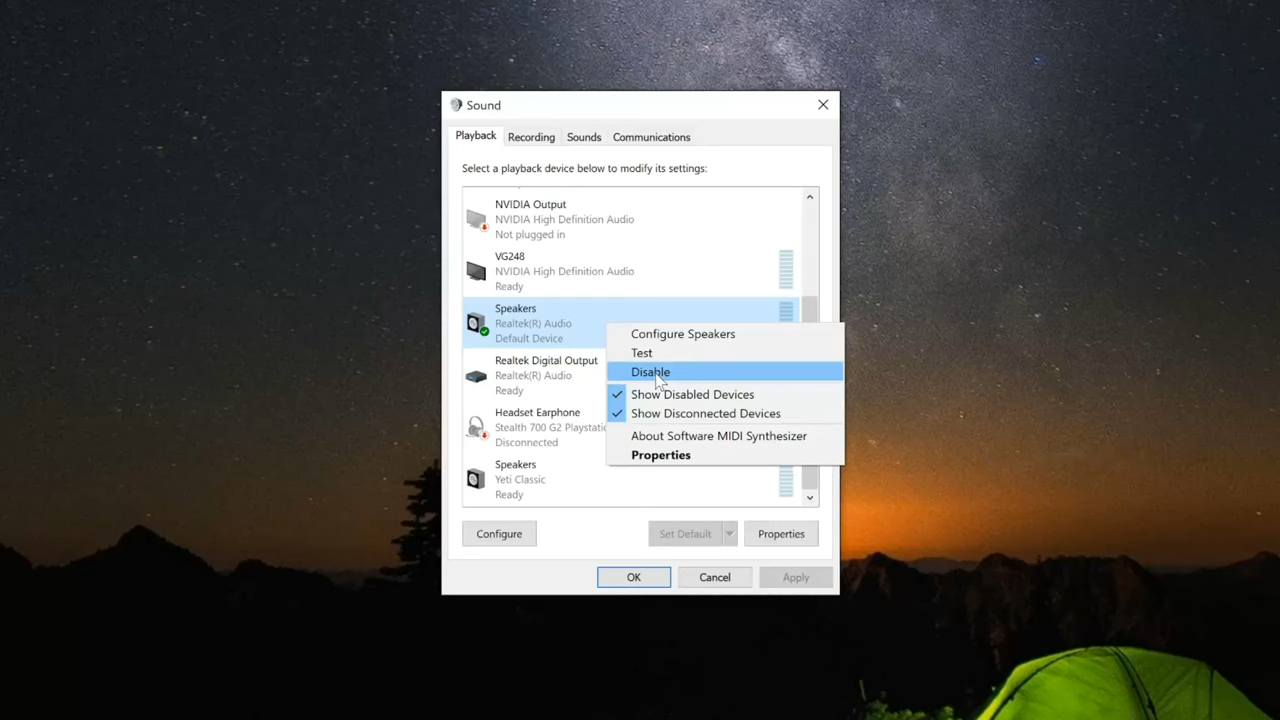 Sound
Playback
Recording
Sounds
Communications
Select a playback device below to modify its settings:
NVIDIA Output
NVIDIA High Definition Audio
Not plugged in
VG248
NVIDIA High Definition Audio
Ready
Speakers
Realtek(R) Audio
Default Device
Realtek Digital Output
Realtek(R) Audio
Ready
Headset Earphone
Stealth 700 G2 Playstati
Disconnected
Speakers
Yeti Classic
Ready
Configure Speakers
Test
Disable
Show Disabled Devices
Show Disconnected Devices
About Software MIDI Synthesizer
Properties
Configure
Set Default
Properties
OK
Cancel
Apply